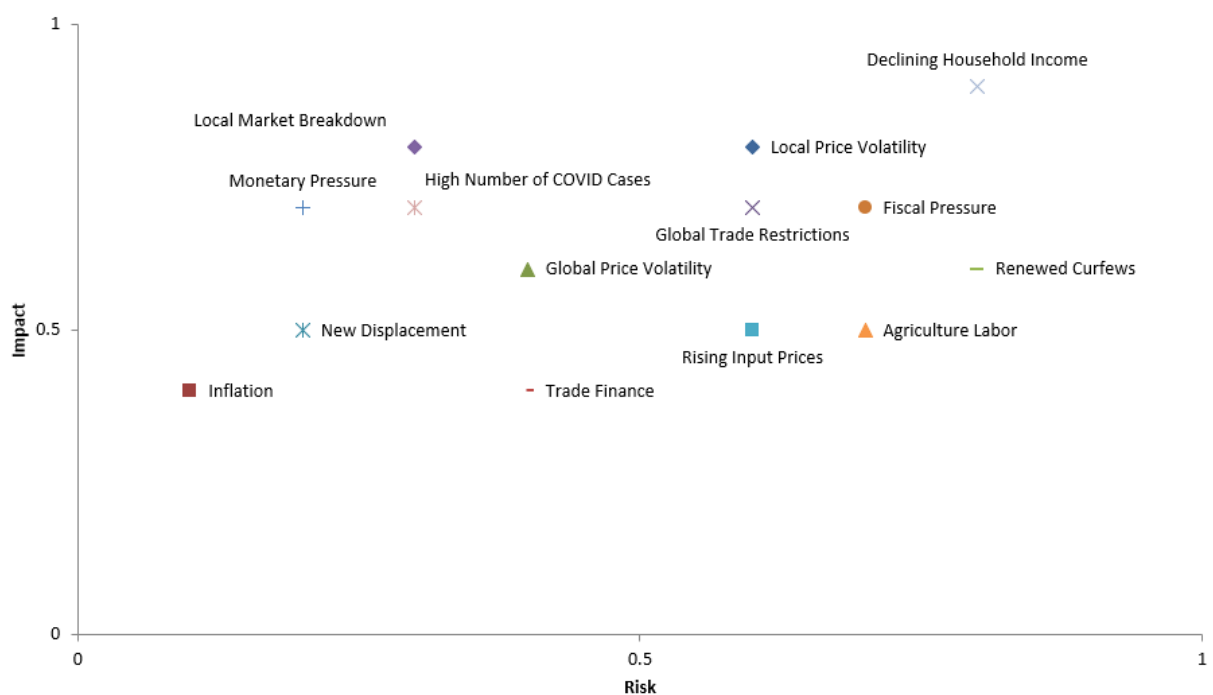 1
Declining Household Income
Local Market Breakdown
Local Price Volatility
Monetary Pressure
High Number of COVID Cases
Fiscal Pressure
Global Trade Restrictions
Global Price Volatility
Renewed Curfews
Impact
0.5
New Displacement
Agriculture Labor
Rising Input Prices
Inflation
Trade Finance
0
0
0.5
1
Risk